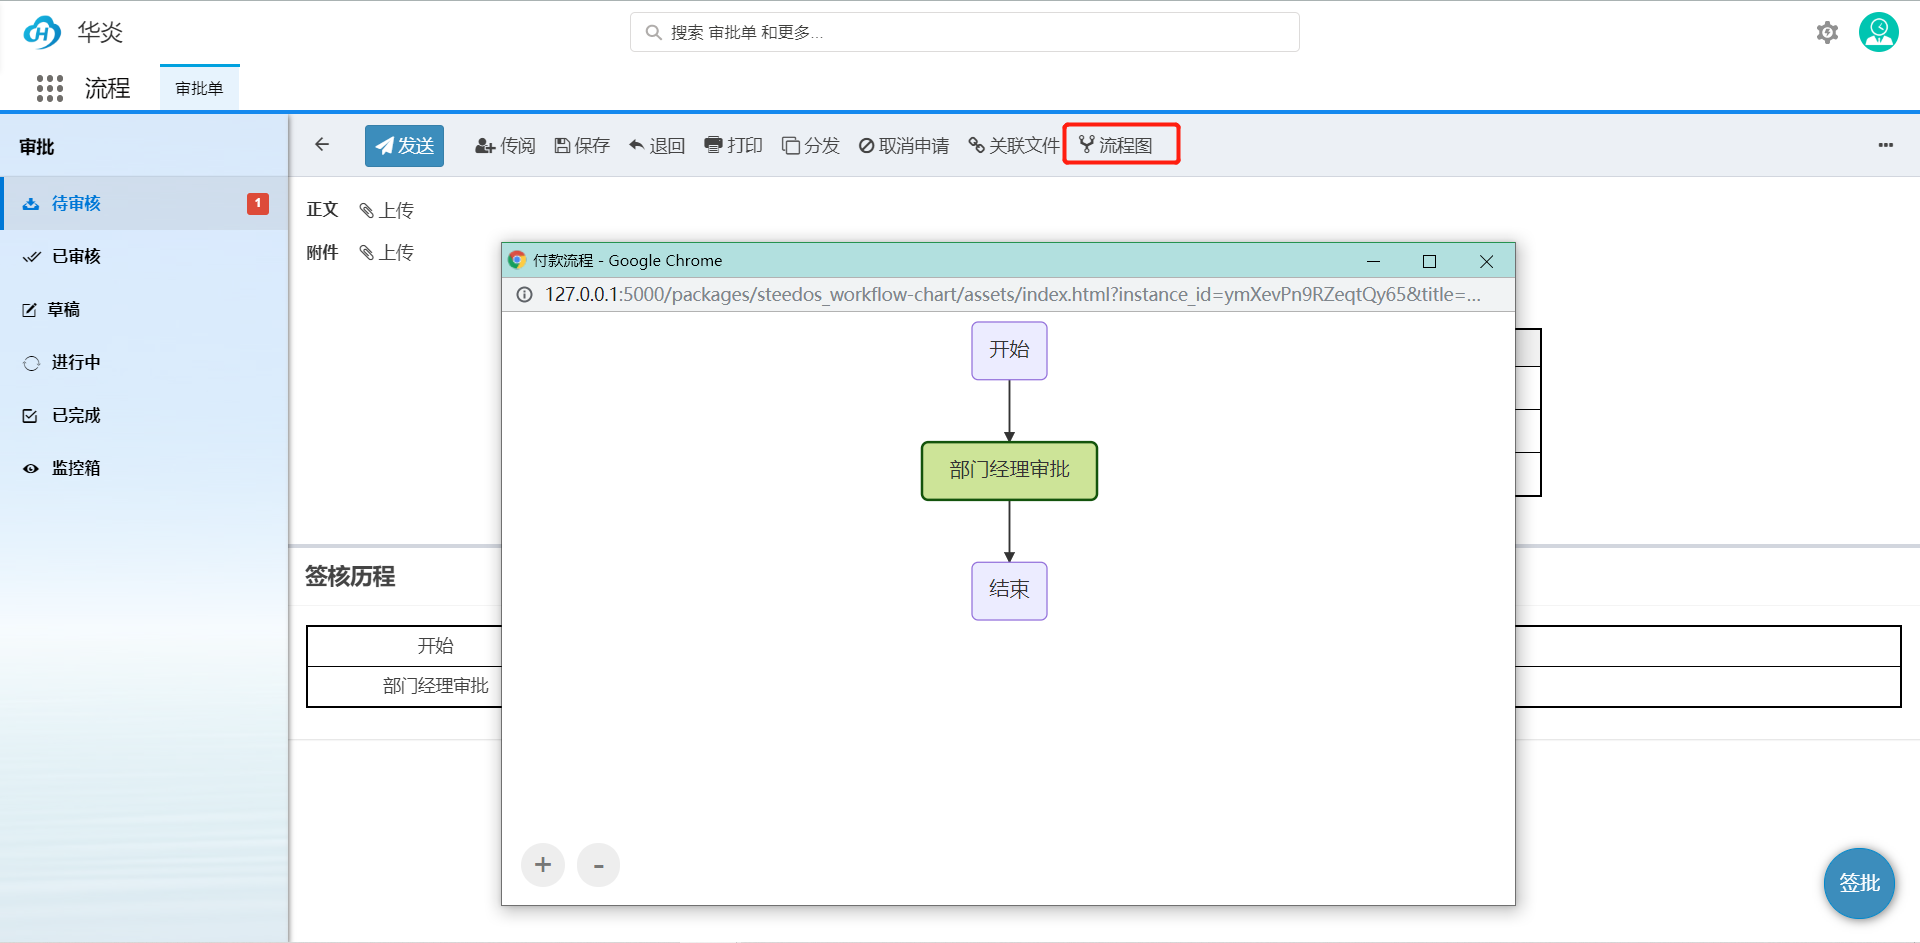 华炎
搜索 审批单 和更多...
流程
审批单
审批
发送
传阅
保存
退回
打印
分发
取消申请
关联文件
流程图
待审核
1
已审核
草稿
进行中
已完成
监控箱
正文
上传
附件
上传
付款流程 - Google Chrome
127.0.0.1:5000/packages/steedos_workflow-chart/assets/index.html?instance_id=ymXevPn9RZeqtQy65&title=...
开始
部门经理审批
结束
+
-
签核历程
开始
部门经理审批
签批